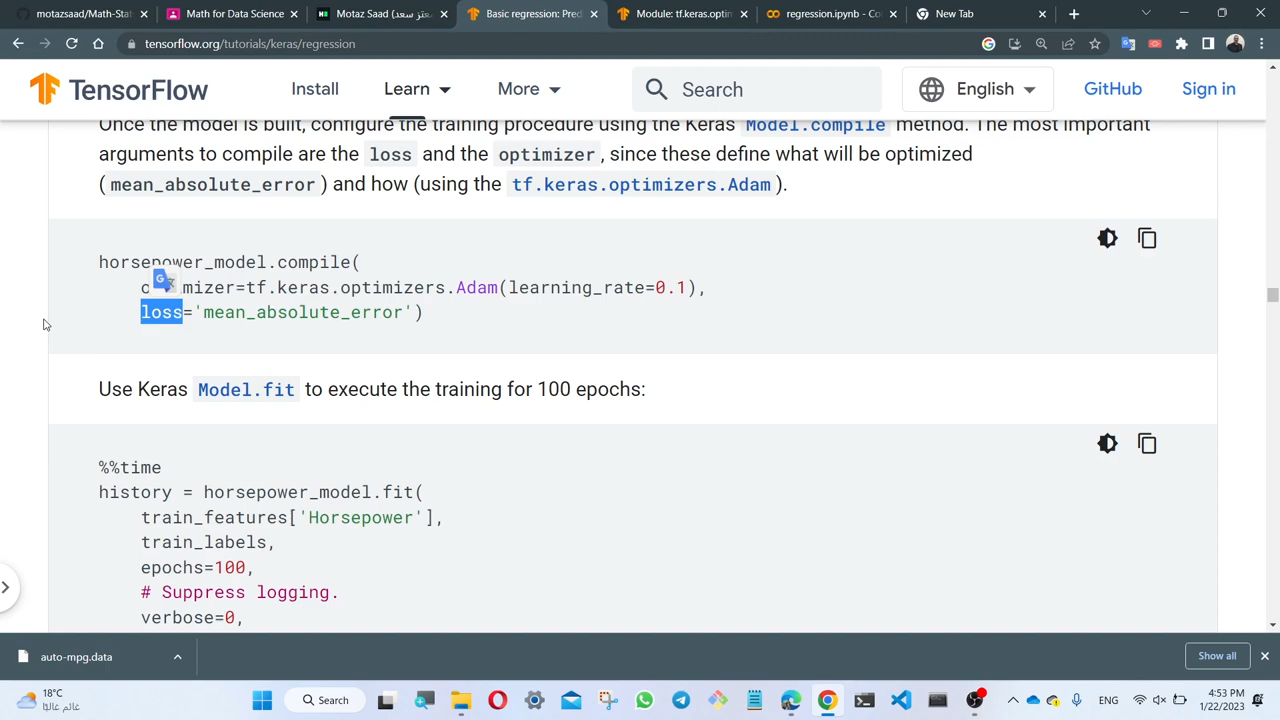 motazsaad/Math-Stat
Math for Data Science
Motaz Saad (معتز سعد)
Basic regression: Pred
Module: tf.keras.optim
regression.ipynb - Co
New Tab
tensorflow.org/tutorials/keras/regression
TensorFlow
Install
Learn
More
Search
English
GitHub
Sign in
Once the model is built, configure the training procedure using the Keras Model.compile method. The most important
arguments to compile are the loss and the optimizer, since these define what will be optimized
(mean_absolute_error) and how (using the tf.keras.optimizers.Adam).
horsepower_model.compile(
mizer=tf.keras.optimizers.Adam(learning_rate=0.1),
loss='mean_absolute_error')
Use Keras Model.fit to execute the training for 100 epochs:
%%time
history = horsepower_model.fit(
train_features['Horsepower'],
train_labels,
epochs=100,
# Suppress logging.
verbose=0,
auto-mpg.data
Show all
18°C
غائم غالبًا
Search
ENG
4:53 PM
1/22/2023